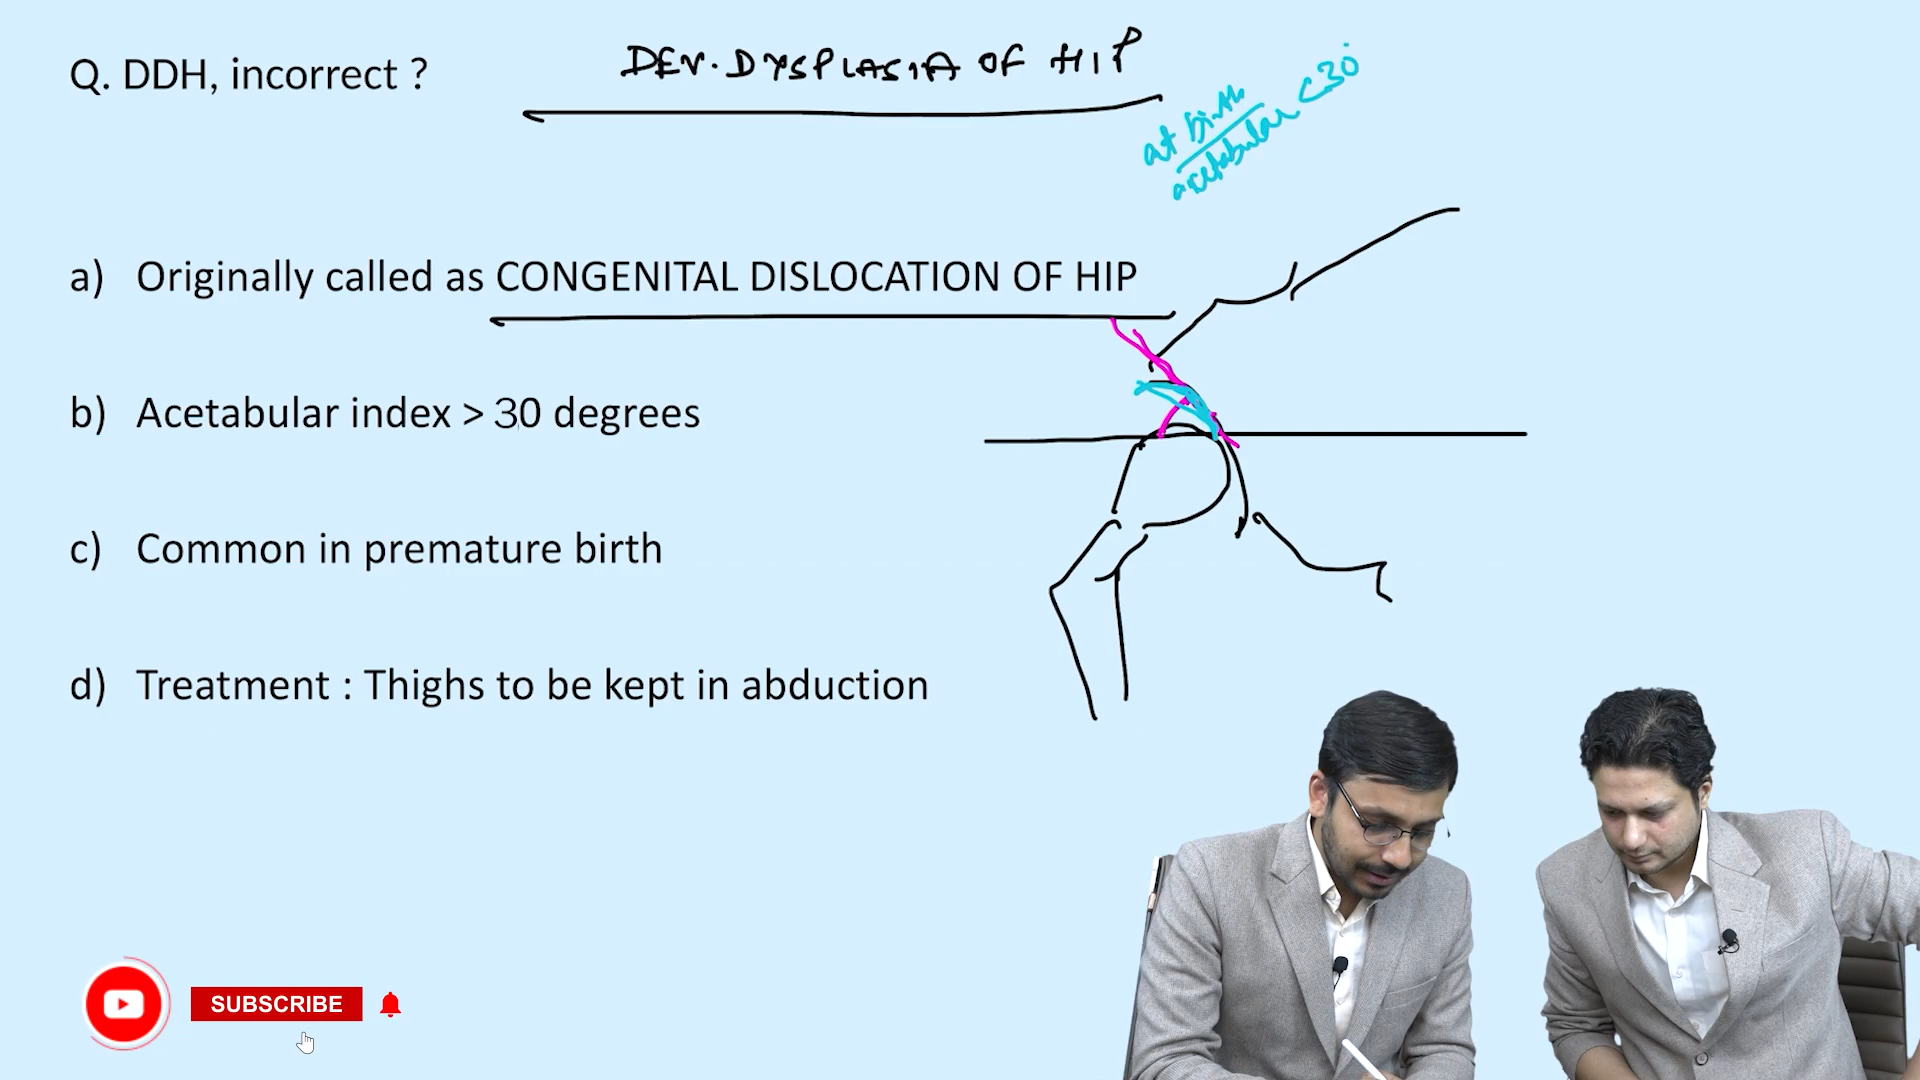 Q. DDH, incorrect ?
DEV. DYSPLASIA OF HIP
at birth
acetabular <30°
a) Originally called as CONGENITAL DISLOCATION OF HIP
b) Acetabular index > 30 degrees
c) Common in premature birth
d) Treatment : Thighs to be kept in abduction
SUBSCRIBE